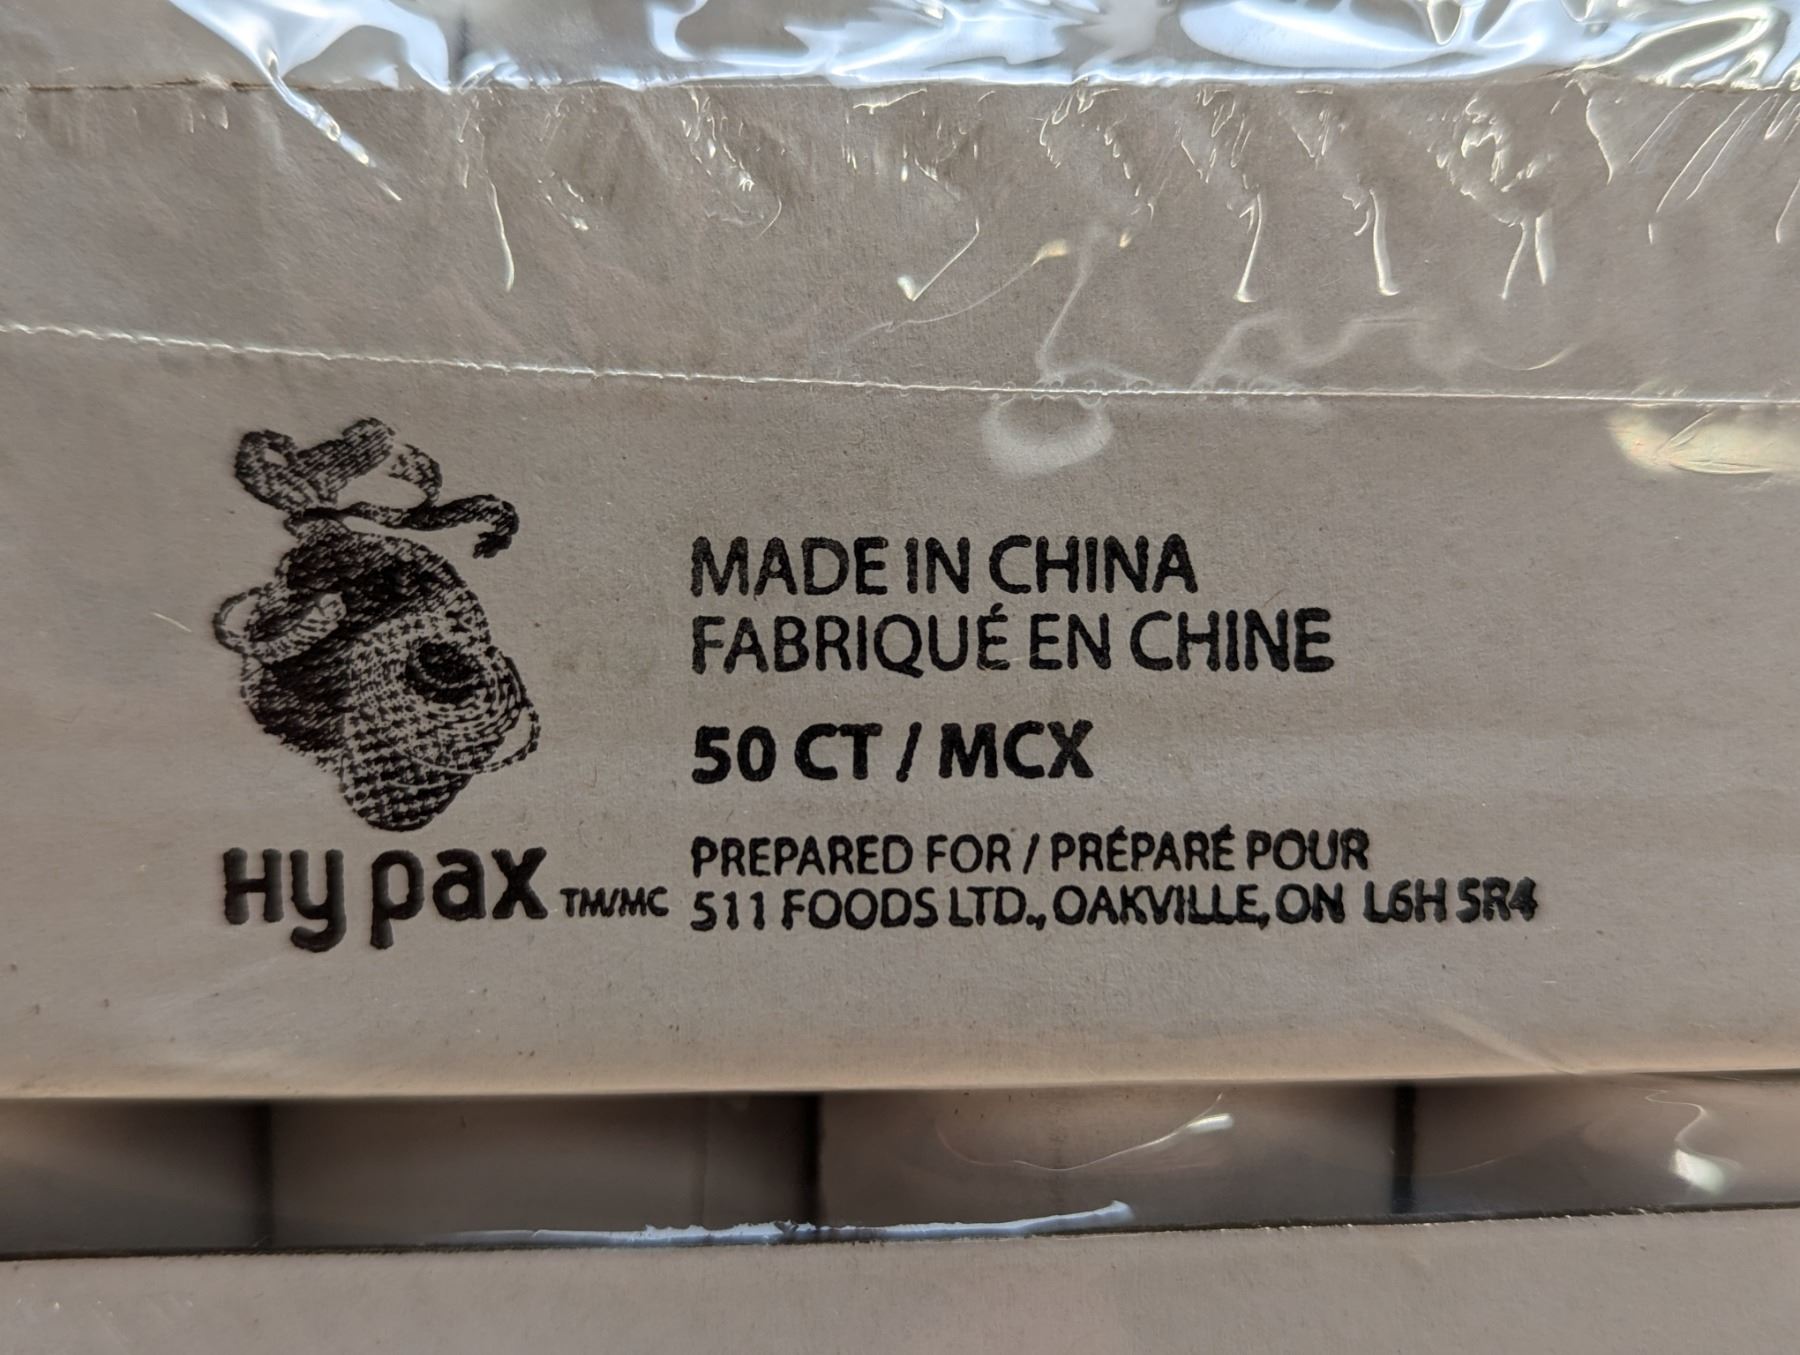 MADE IN CHINA
FABRIQUÉ EN CHINE
50 CT / MCX
Hy pax TM/MC
PREPARED FOR / PRÉPARÉ POUR
511 FOODS LTD., OAKVILLE, ON L6H 5R4